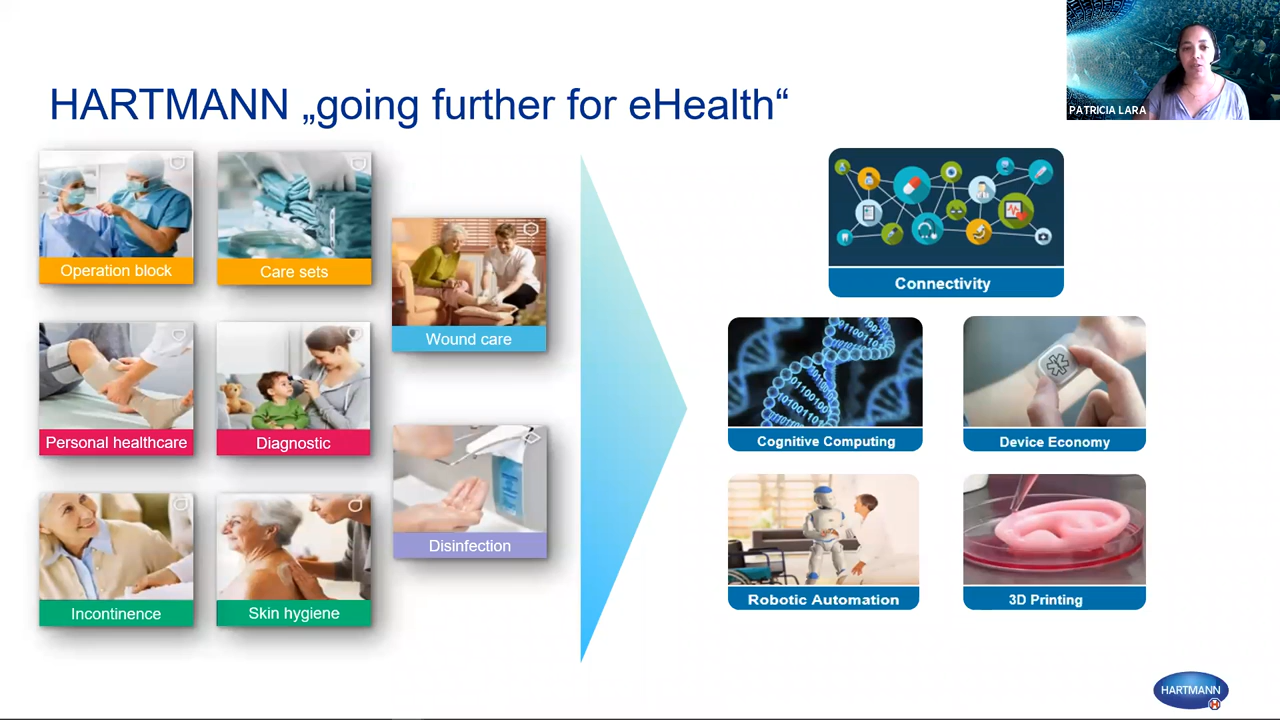 PATRICIA LARA
HARTMANN „going further for eHealth“
Operation block
Care sets
Wound care
Personal healthcare
Diagnostic
Disinfection
Incontinence
Skin hygiene
Connectivity
Cognitive Computing
Device Economy
Robotic Automation
3D Printing
HARTMANN